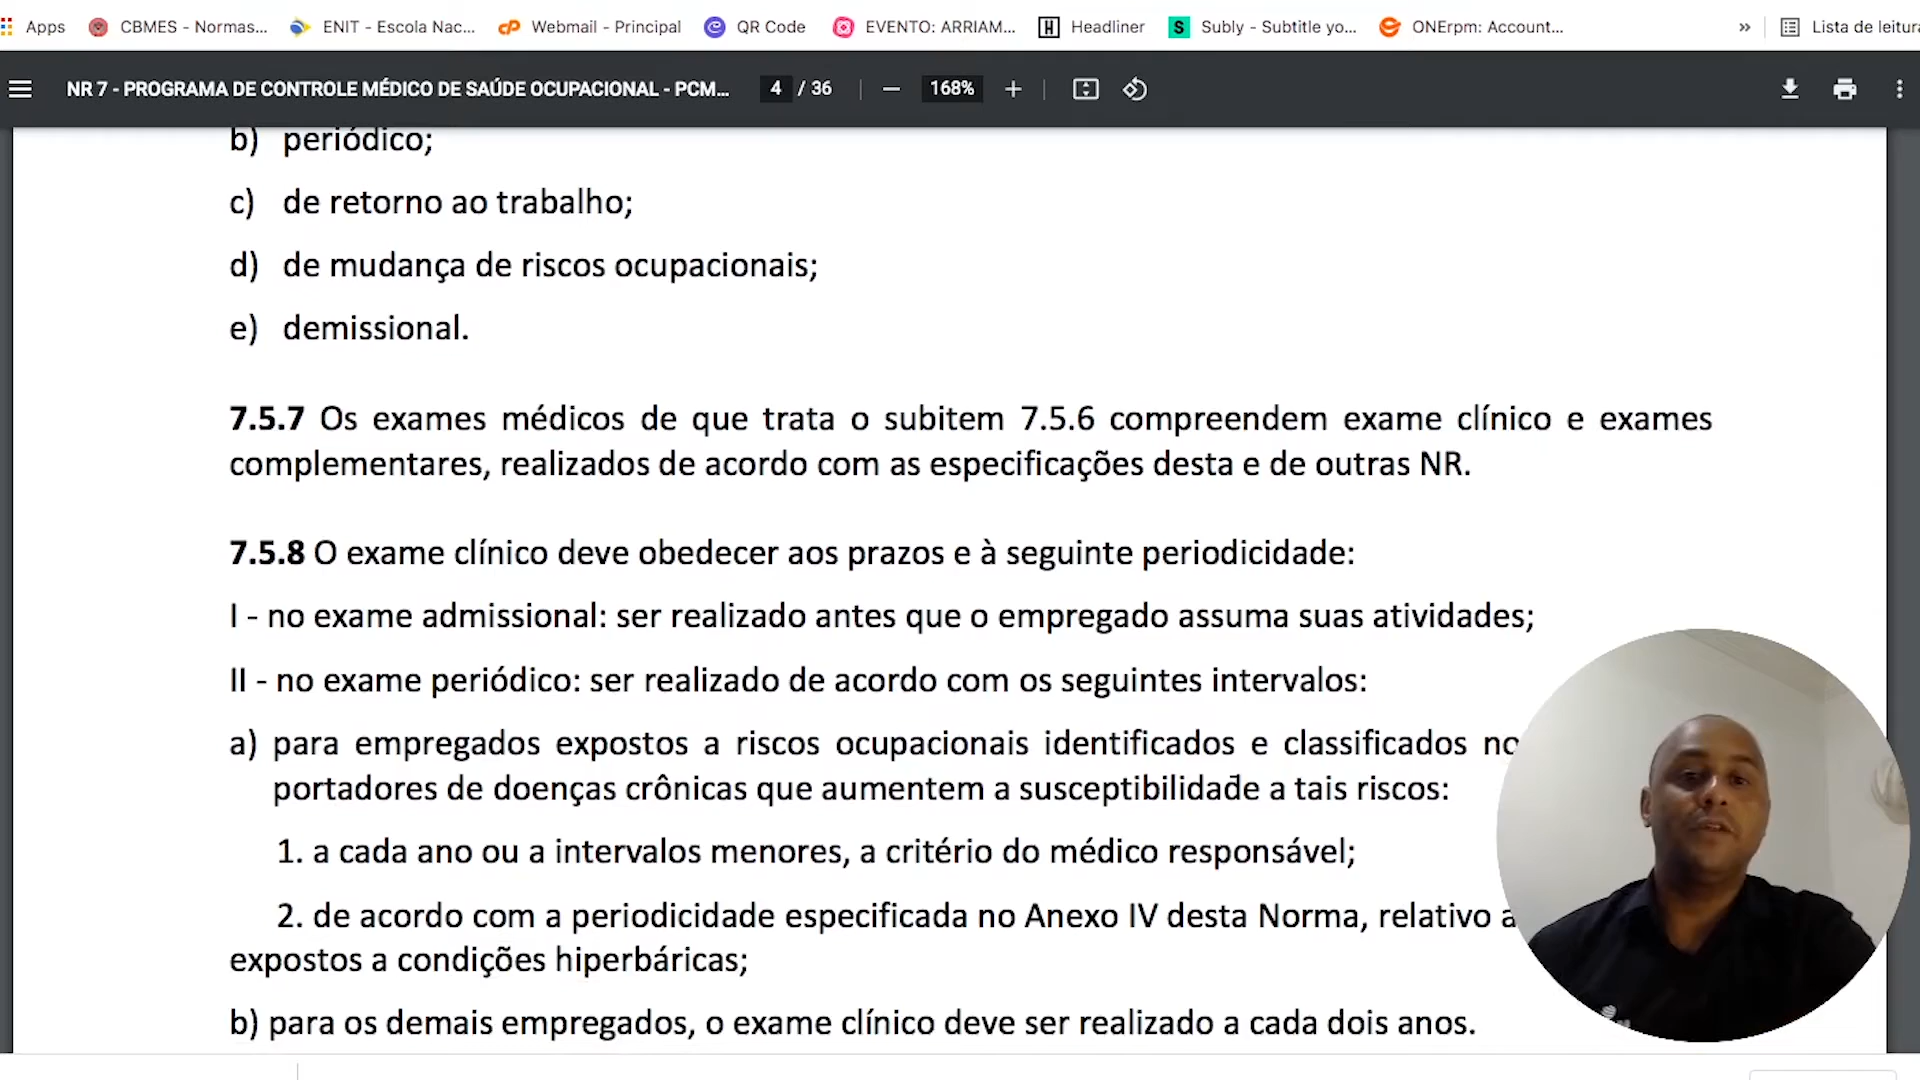 Apps CBMES - Normas... ENIT - Escola Nac... Webmail - Principal QR Code EVENTO: ARRIAM... Headliner Subly - Subtitle yo... ONErpm: Account... » Lista de leitura
NR 7 - PROGRAMA DE CONTROLE MÉDICO DE SAÚDE OCUPACIONAL - PCM... 4 / 36 — 168% +
b) periódico;
c) de retorno ao trabalho;
d) de mudança de riscos ocupacionais;
e) demissional.
7.5.7 Os exames médicos de que trata o subitem 7.5.6 compreendem exame clínico e exames
complementares, realizados de acordo com as especificações desta e de outras NR.
7.5.8 O exame clínico deve obedecer aos prazos e à seguinte periodicidade:
I - no exame admissional: ser realizado antes que o empregado assuma suas atividades;
II - no exame periódico: ser realizado de acordo com os seguintes intervalos:
a) para empregados expostos a riscos ocupacionais identificados e classificados no
portadores de doenças crônicas que aumentem a susceptibilidade a tais riscos:
1. a cada ano ou a intervalos menores, a critério do médico responsável;
2. de acordo com a periodicidade especificada no Anexo IV desta Norma, relativo a
expostos a condições hiperbáricas;
b) para os demais empregados, o exame clínico deve ser realizado a cada dois anos.